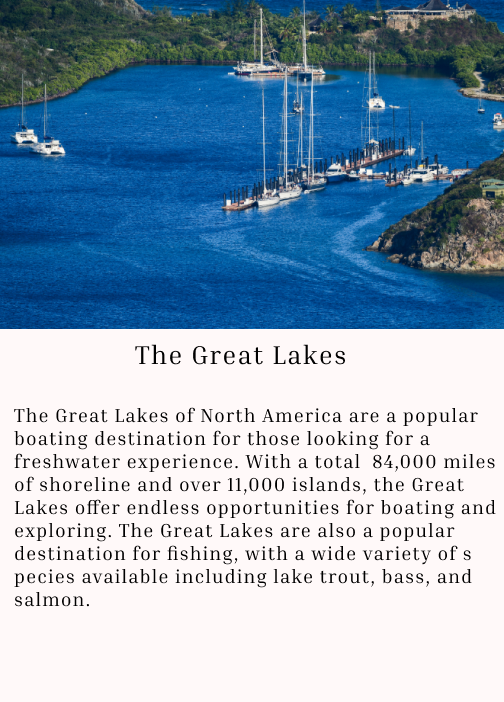 The Great Lakes
The Great Lakes of North America are a popular
boating destination for those looking for a
freshwater experience. With a total  84,000 miles
of shoreline and over 11,000 islands, the Great
Lakes offer endless opportunities for boating and
exploring. The Great Lakes are also a popular
destination for fishing, with a wide variety of s
pecies available including lake trout, bass, and
salmon.